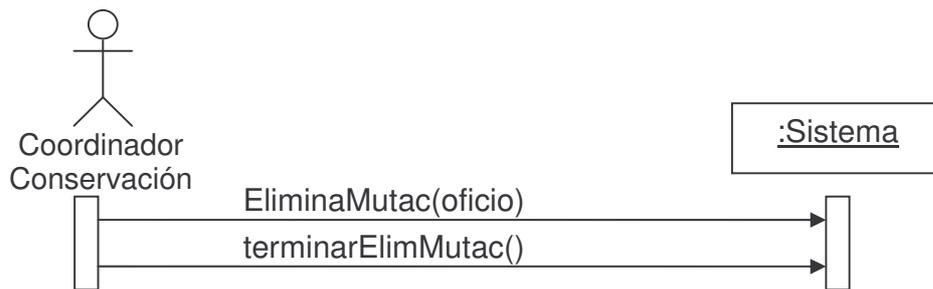 Coordinador
Conservación
:Sistema
EliminaMutac(oficio)
terminarElimMutac()